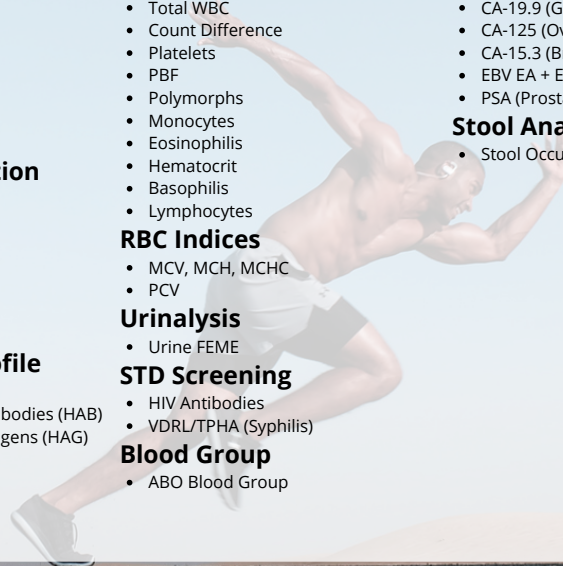 tion
ofile
bodies (HAB)
gens (HAG)
Total WBC
Count Difference
Platelets
PBF
Polymorphs
Monocytes
Eosinophilis
Hematocrit
Basophilis
Lymphocytes
RBC Indices
MCV, MCH, MCHC
PCV
Urinalysis
Urine FEME
STD Screening
HIV Antibodies
VDRL/TPHA (Syphilis)
Blood Group
ABO Blood Group
CA-19.9 (G
CA-125 (Ov
CA-15.3 (B
EBV EA + E
PSA (Prost
Stool Ana
Stool Occu